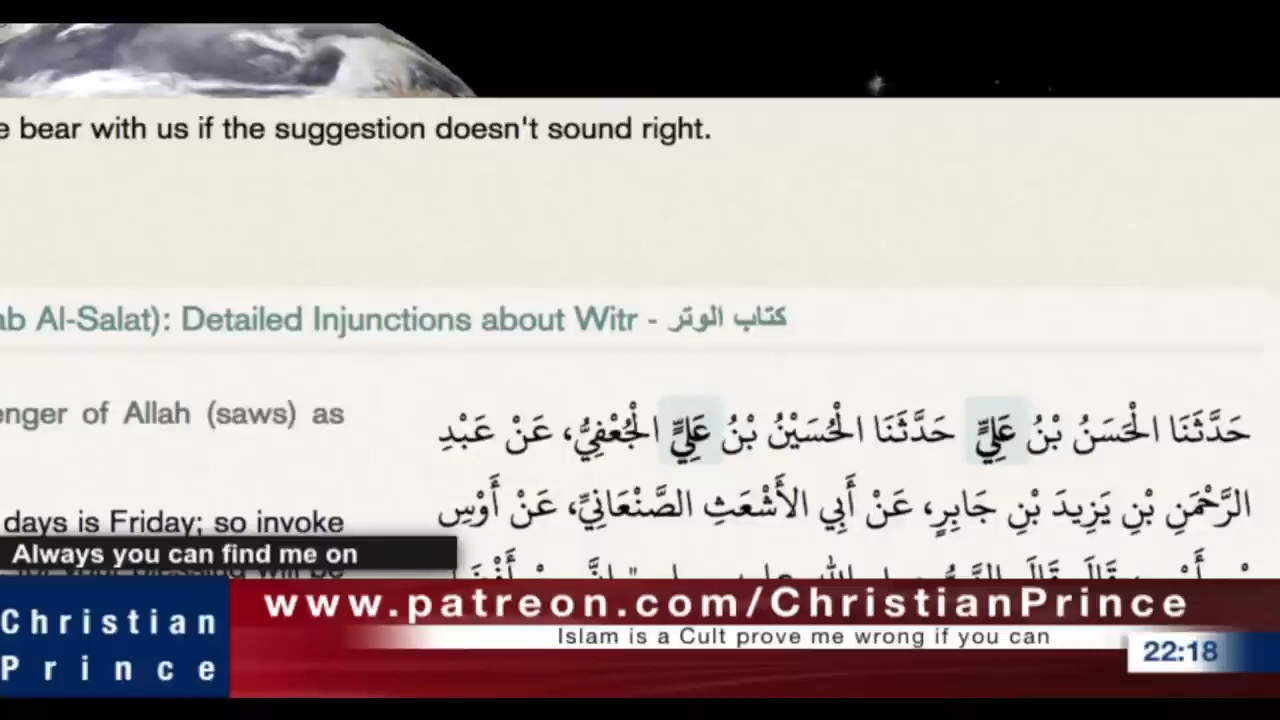 e bear with us if the suggestion doesn't sound right.
ab Al-Salat): Detailed Injunctions about Witr - كتاب الوتر
enger of Allah (saws) as
حَدَّثَنَا الْحَسَنُ بْنُ عَلِيٍّ حَدَّثَنَا الْحُسَيْنُ بْنُ عَلِيٍّ الْجُعْفِيُّ، عَنْ عَبْدِ
الرَّحْمَنِ بْنِ يَزِيدَ بْنِ جَابِرٍ، عَنْ أَبِي الأَشْعَثِ الصَّنْعَانِيِّ، عَنْ أَوْسِ
days is Friday; so invoke
Always you can find me on
www.patreon.com/ChristianPrince
Islam is a Cult prove me wrong if you can
Christian
Prince
22:18